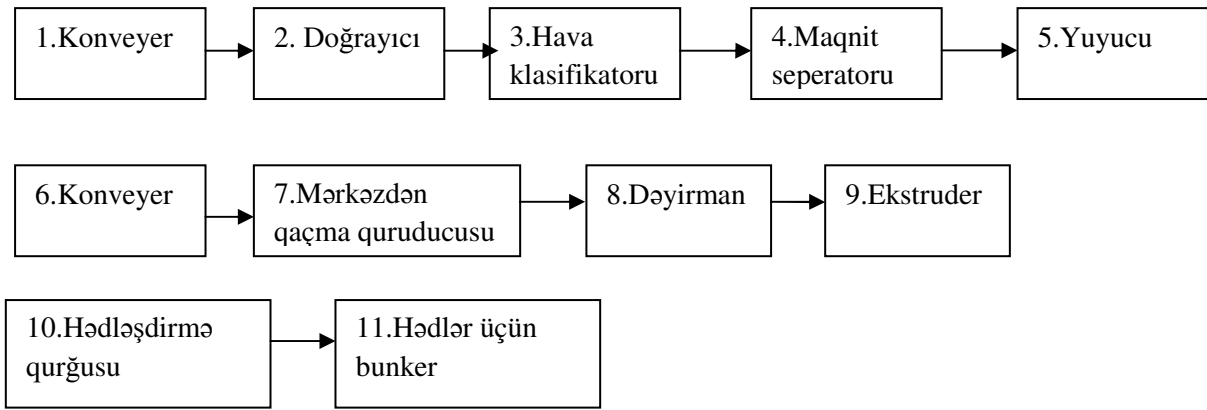 1.Konveyer
2. Doğrayıcı
3.Hava
klasifikatoru
4.Maqnit
seperatoru
5.Yuyucu
6.Konveyer
7.Mərkəzdən
qaçma quruducusu
8.Dəyirman
9.Ekstruder
10.Hədləşdirmə
qurğusu
11.Hədlər üçün
bunker